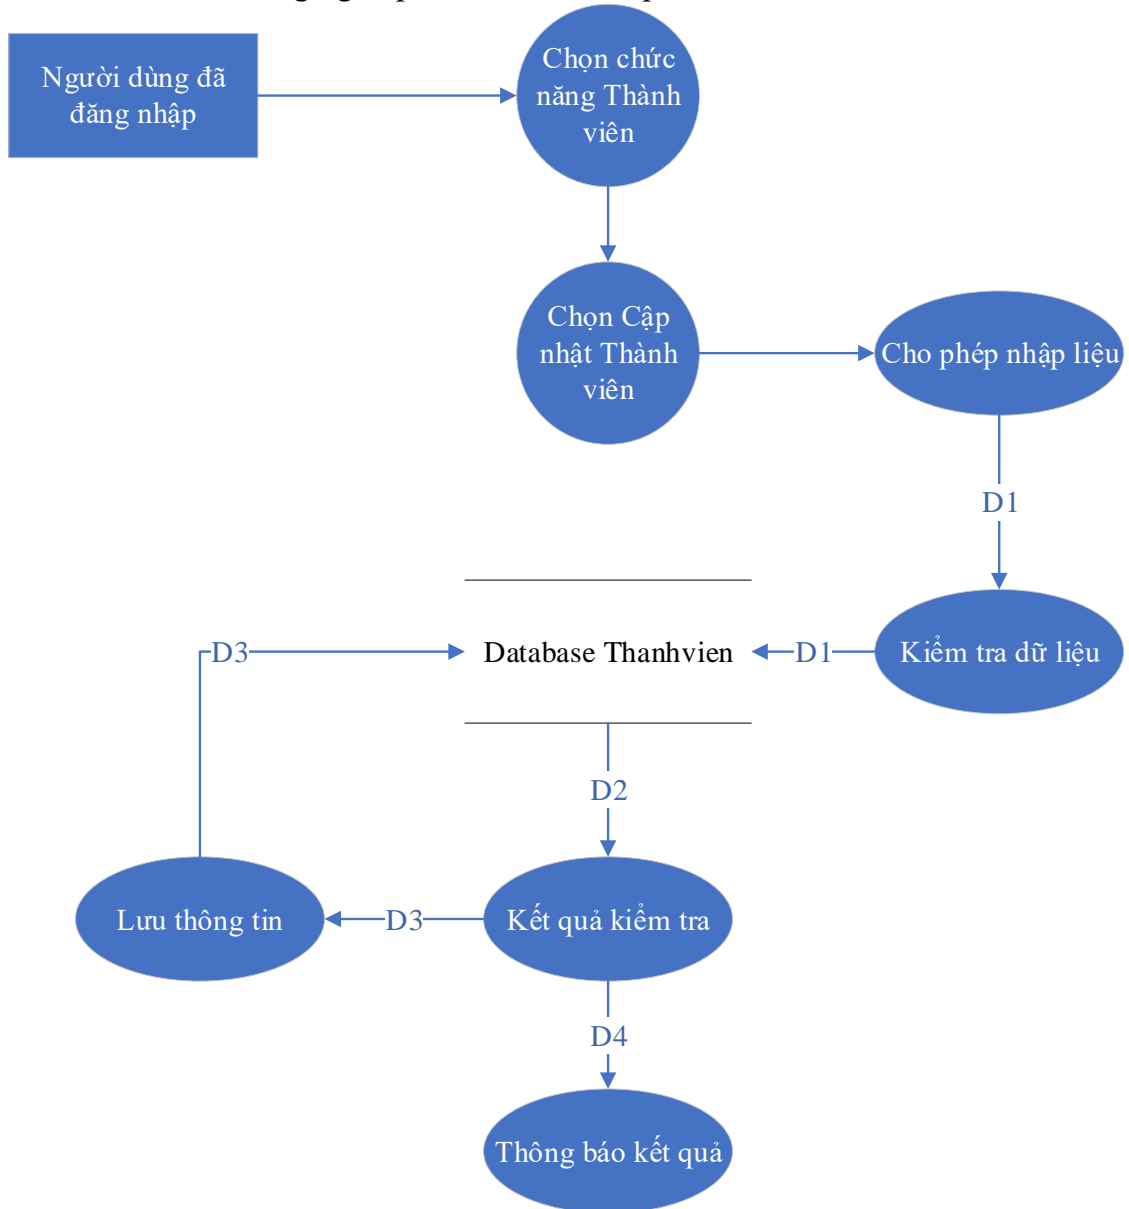 Người dùng đã
đăng nhập
Chọn chức
năng Thành
viên
Chọn Cập
nhật Thành
viên
Cho phép nhập liệu
D1
D3
Database Thanhvien
D1
Kiểm tra dữ liệu
D2
Lưu thông tin
D3
Kết quả kiểm tra
D4
Thông báo kết quả